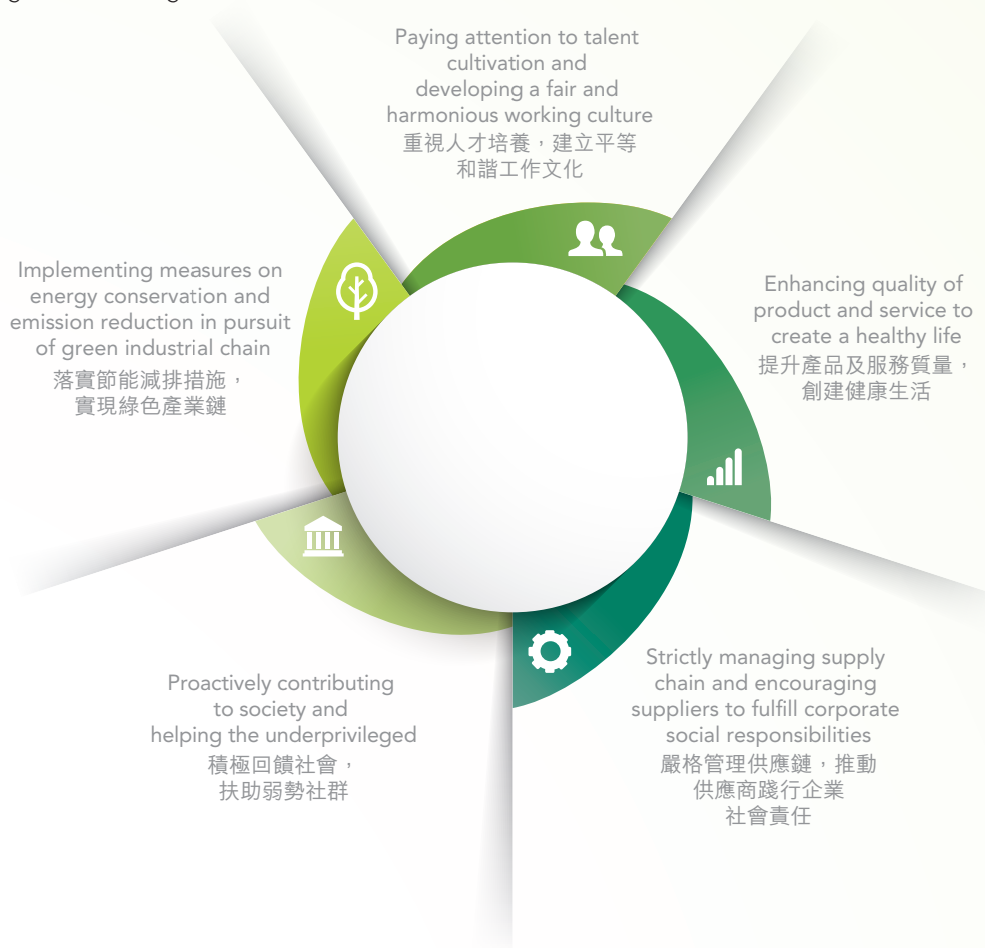 Paying attention to talent
cultivation and
developing a fair and
harmonious working culture
重視人才培養，建立平等
和諧工作文化
Implementing measures on
energy conservation and
emission reduction in pursuit
of green industrial chain
落實節能減排措施，
實現綠色產業鏈
Enhancing quality of
product and service to
create a healthy life
提升產品及服務質量，
創建健康生活
Proactively contributing
to society and
helping the underprivileged
積極回饋社會，
扶助弱勢社群
Strictly managing supply
chain and encouraging
suppliers to fulfill corporate
social responsibilities
嚴格管理供應鏈，推動
供應商踐行企業
社會責任